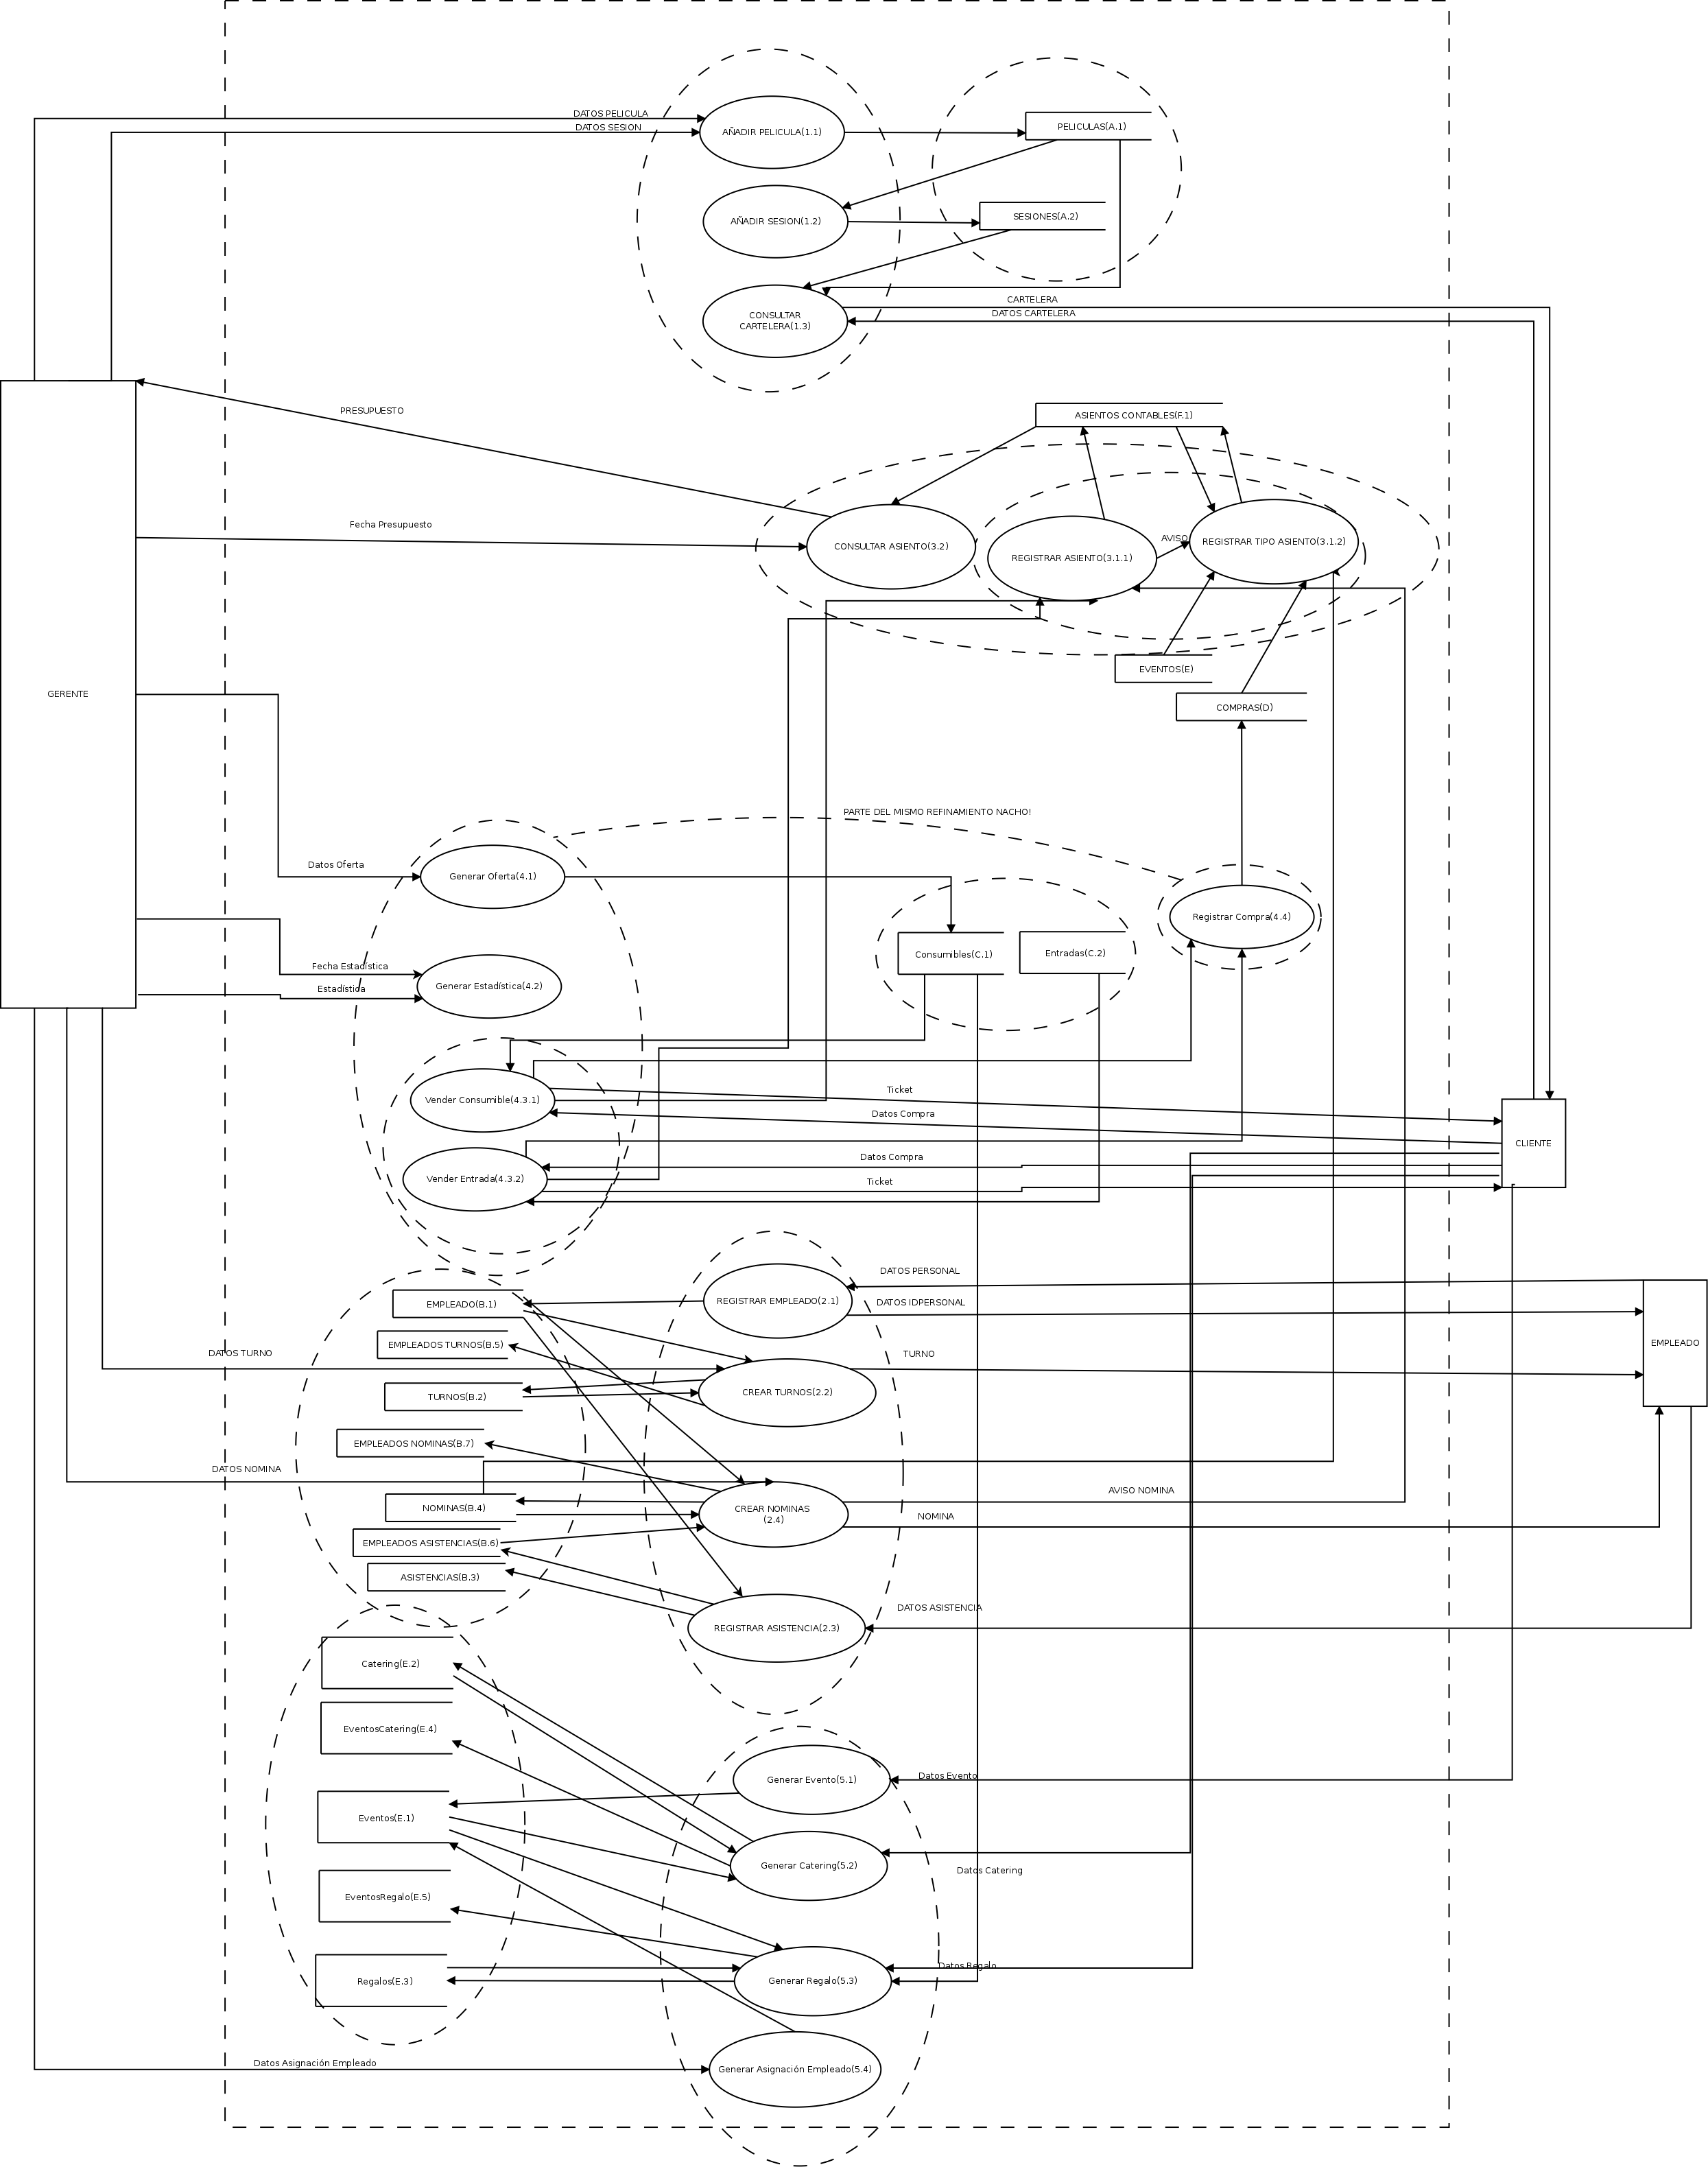 DATOS PELICULA
DATOS SESION
AÑADIR PELICULA(1.1)
PELICULAS(A.1)
AÑADIR SESION(1.2)
SESIONES(A.2)
CONSULTAR
CARTELERA(1.3)
CARTELERA
DATOS CARTELERA
PRESUPUESTO
ASIENTOS CONTABLES(F.1)
Fecha Presupuesto
CONSULTAR ASIENTO(3.2)
REGISTRAR ASIENTO(3.1.1)
AVISO
REGISTRAR TIPO ASIENTO(3.1.2)
EVENTOS(E)
GERENTE
COMPRAS(D)
PARTE DEL MISMO REFINAMIENTO NACHO!
Datos Oferta
Generar Oferta(4.1)
Registrar Compra(4.4)
Consumibles(C.1)
Entradas(C.2)
Fecha Estadística
Estadística
Generar Estadística(4.2)
Vender Consumible(4.3.1)
Ticket
Datos Compra
CLIENTE
Datos Compra
Vender Entrada(4.3.2)
Ticket
DATOS PERSONAL
EMPLEADO(B.1)
REGISTRAR EMPLEADO(2.1)
DATOS IDPERSONAL
EMPLEADOS TURNOS(B.5)
EMPLEADO
DATOS TURNO
TURNO
TURNOS(B.2)
CREAR TURNOS(2.2)
EMPLEADOS NOMINAS(B.7)
DATOS NOMINA
AVISO NOMINA
NOMINAS(B.4)
CREAR NOMINAS
(2.4)
NOMINA
EMPLEADOS ASISTENCIAS(B.6)
ASISTENCIAS(B.3)
DATOS ASISTENCIA
REGISTRAR ASISTENCIA(2.3)
Catering(E.2)
EventosCatering(E.4)
Generar Evento(5.1)
Datos Evento
Eventos(E.1)
Generar Catering(5.2)
Datos Catering
EventosRegalo(E.5)
Datos Regalo
Regalos(E.3)
Generar Regalo(5.3)
Datos Asignación Empleado
Generar Asignación Empleado(5.4)